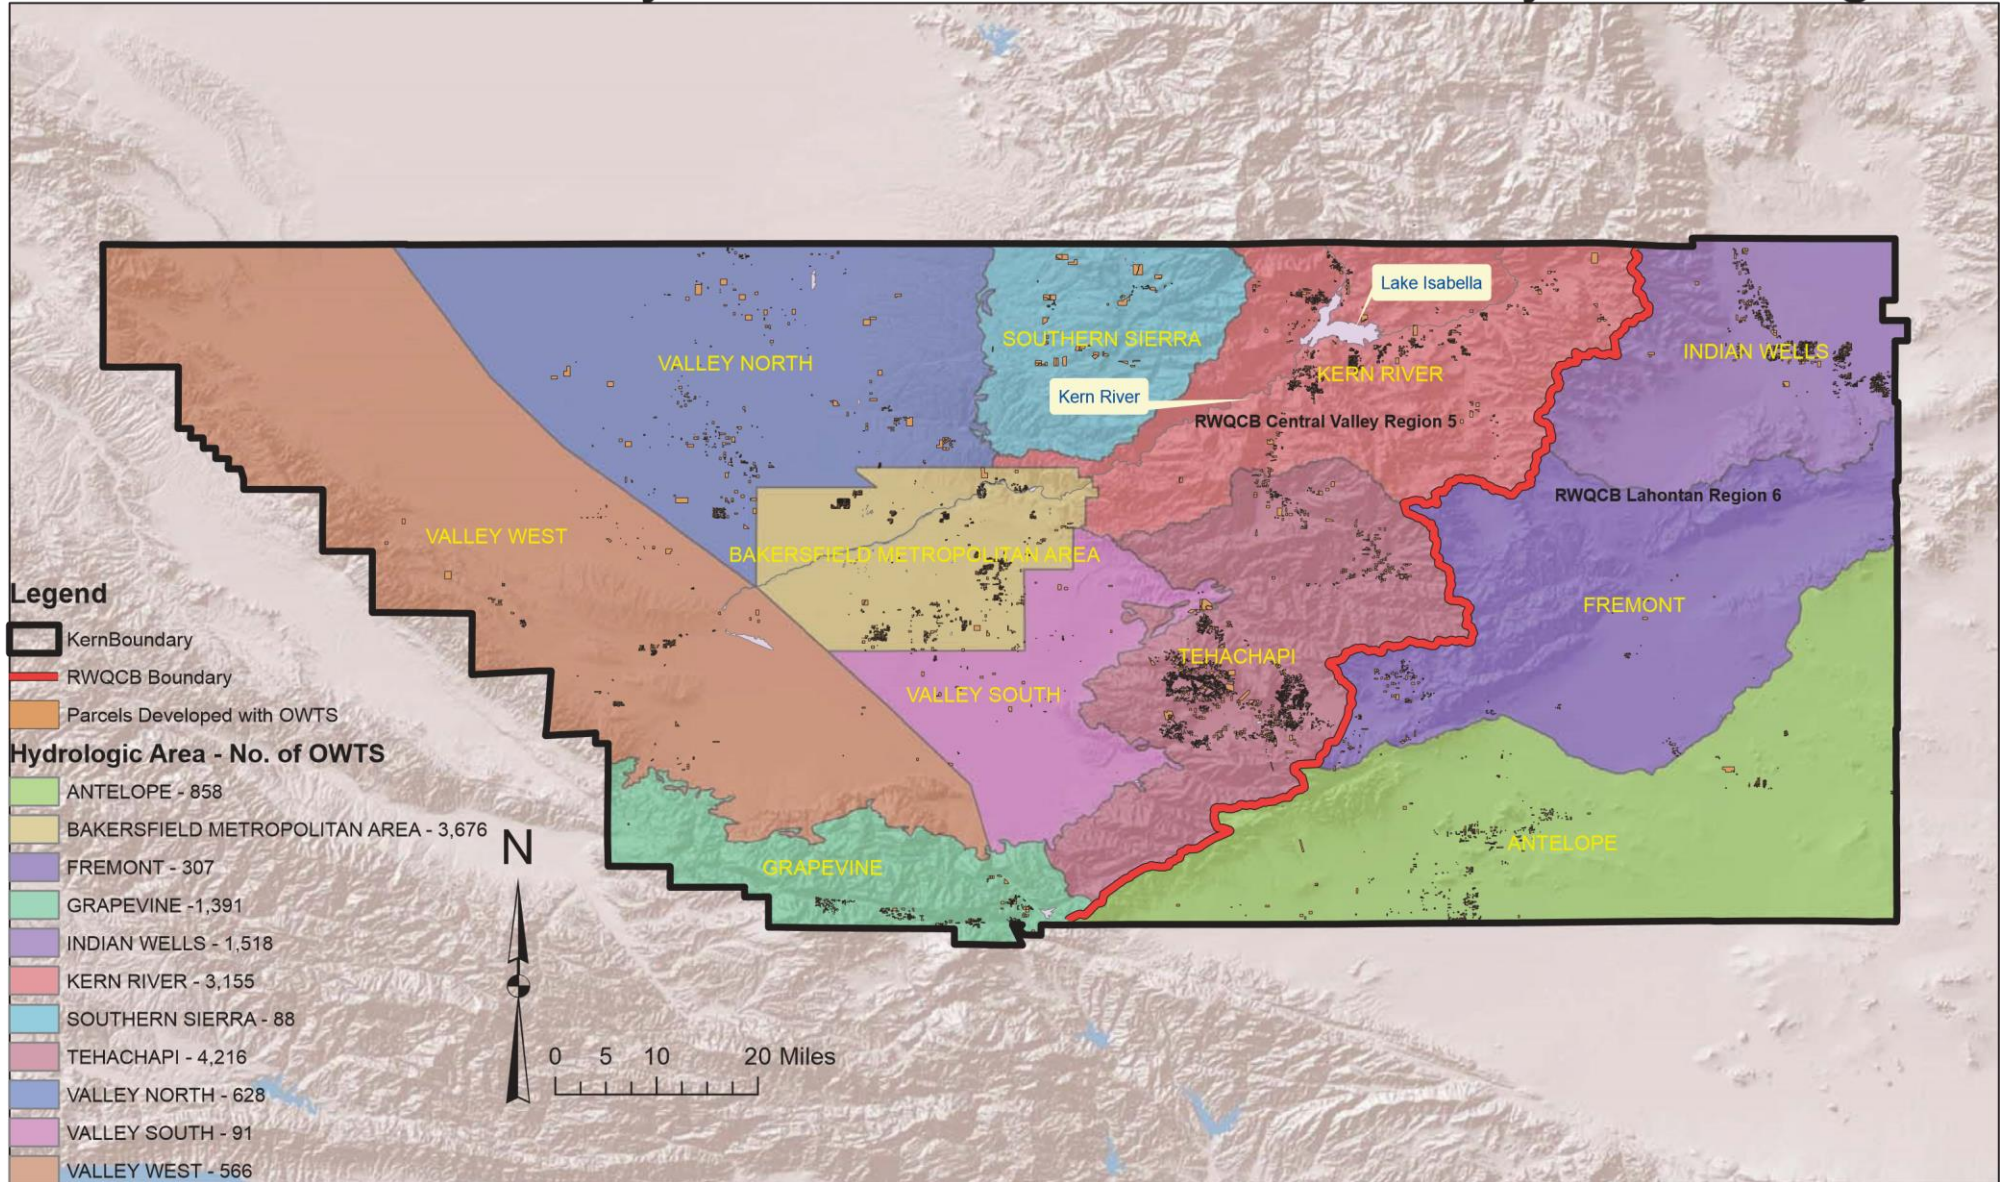 SOUTHERN SIERRA
Lake Isabella
VALLEY NORTH
KERN RIVER
INDIAN WELLS
Kern River
RWQCB Central Valley Region 5
RWQCB Lahontan Region 6
VALLEY WEST
BAKERSFIELD METROPOLITAN AREA
FREMONT
TEHACHAPI
VALLEY SOUTH
ANTELOPE
GRAPEVINE
Legend
KernBoundary
RWQCB Boundary
Parcels Developed with OWTS
Hydrologic Area - No. of OWTS
ANTELOPE - 858
BAKERSFIELD METROPOLITAN AREA - 3,676
FREMONT - 307
GRAPEVINE -1,391
INDIAN WELLS - 1,518
KERN RIVER - 3,155
SOUTHERN SIERRA - 88
TEHACHAPI - 4,216
VALLEY NORTH - 628
VALLEY SOUTH - 91
VALLEY WEST - 566
N
0 5 10 20 Miles